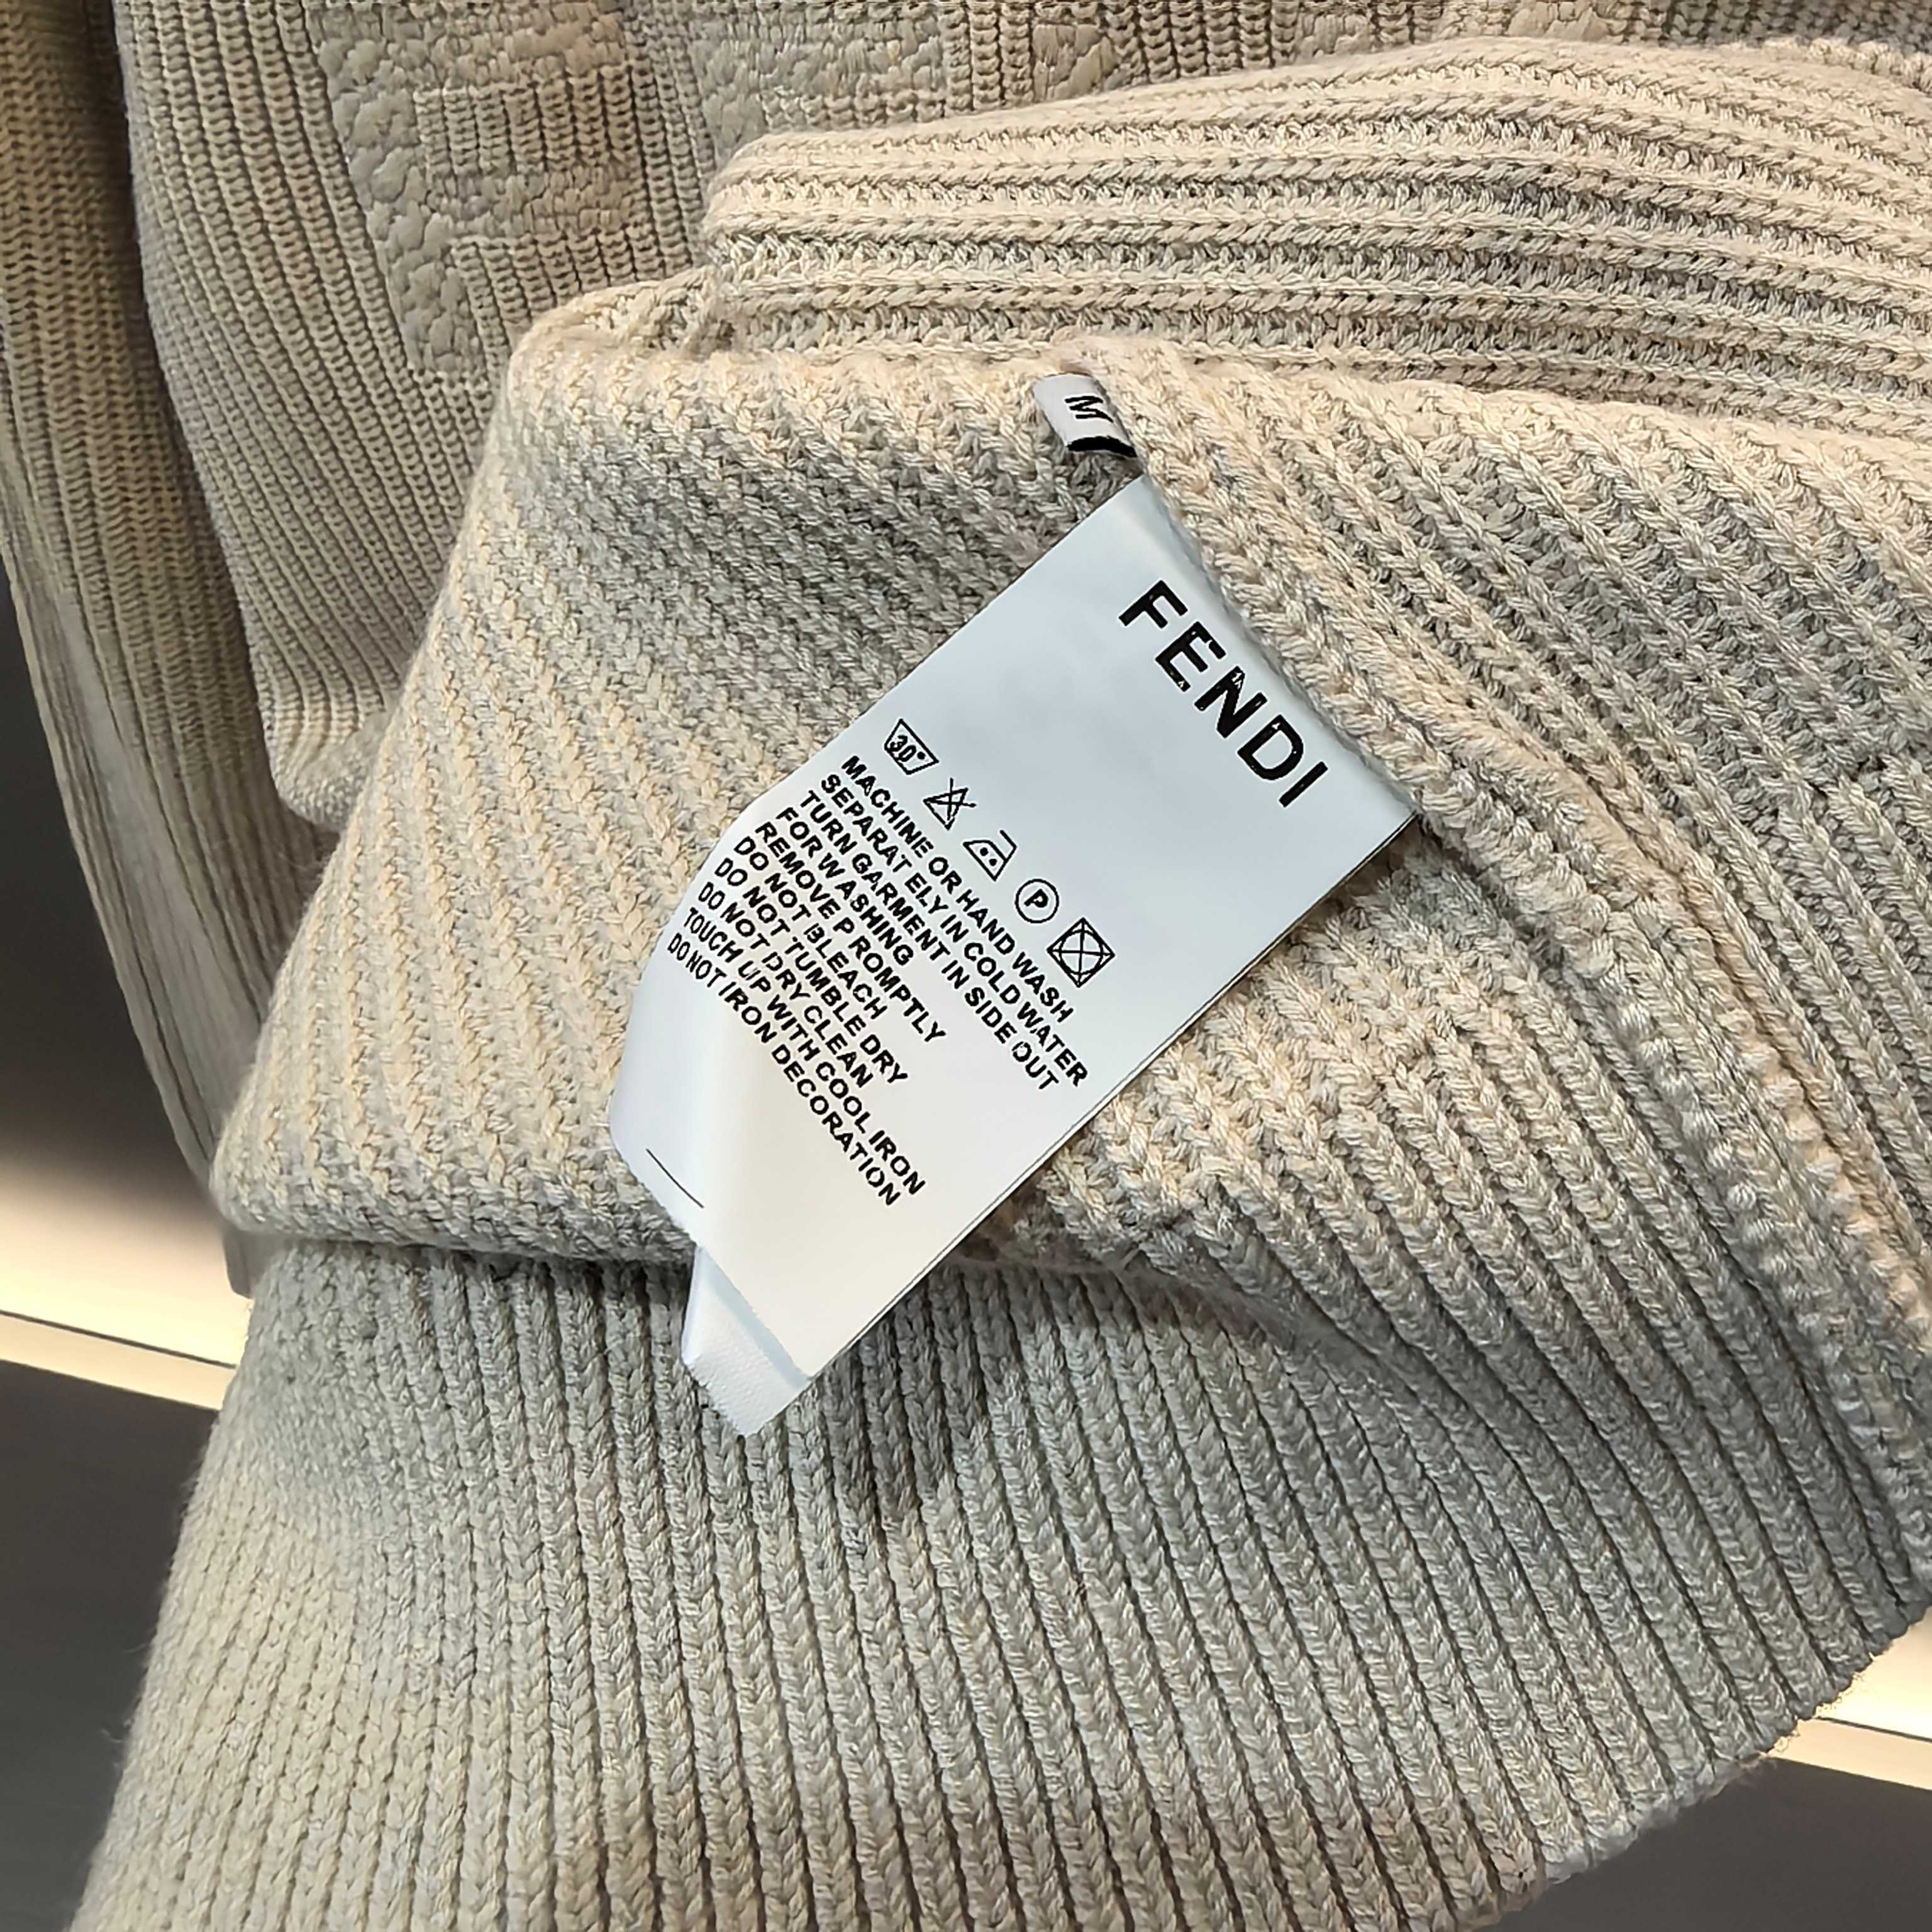 M
FENDI
30°
P
MACHINE OR HAND WASH
SEPARAT ELY IN COLD WATER
TURN GARMENT IN SIDE OUT
FOR WASHING
REMOVE P ROMPTLY
DO NOT BLEACH
DO NOT TUMBLE DRY
DO NOT DRY CLEAN
TOUCH UP WITH COOL IRON
DO NOT IRON DECORATION